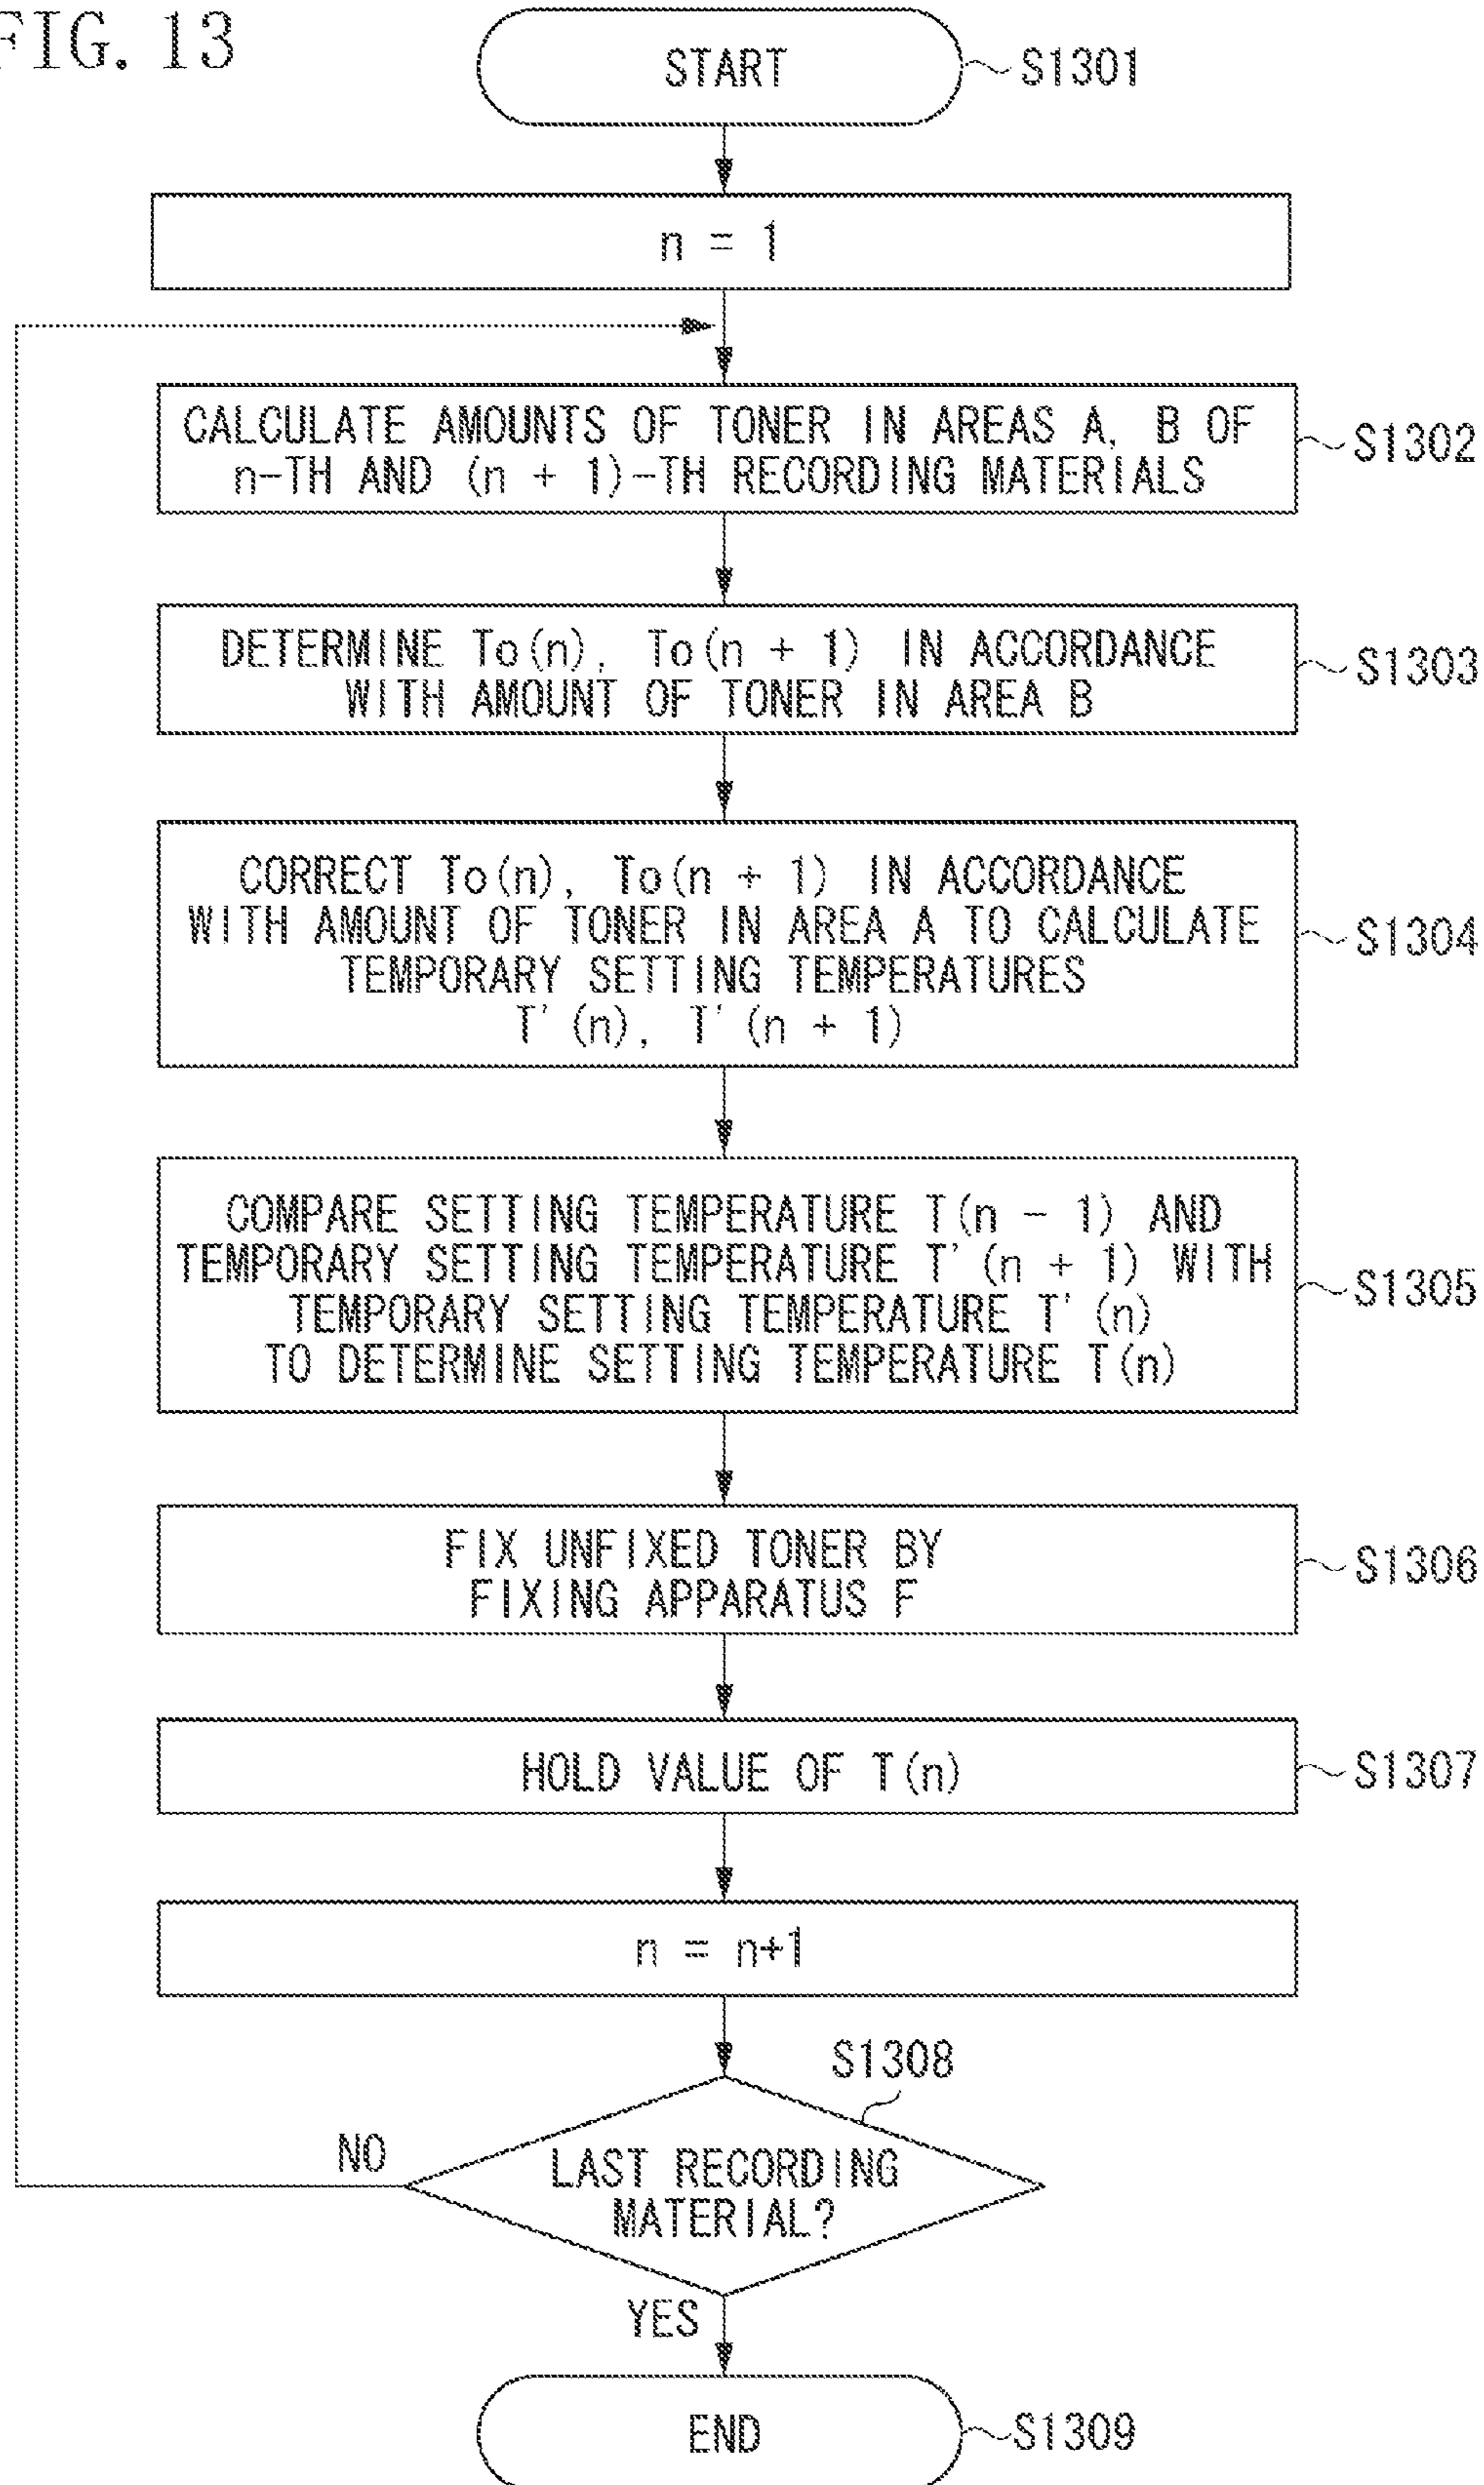 FIG. 13
START
S1301
n = 1
CALCULATE AMOUNTS OF TONER IN AREAS A, B OF
n-TH AND (n + 1)-TH RECORDING MATERIALS
S1302
DETERMINE To(n), To(n + 1) IN ACCORDANCE
WITH AMOUNT OF TONER IN AREA B
S1303
CORRECT To(n), To(n + 1) IN ACCORDANCE
WITH AMOUNT OF TONER IN AREA A TO CALCULATE
TEMPORARY SETTING TEMPERATURES
T'(n), T'(n + 1)
S1304
COMPARE SETTING TEMPERATURE T(n - 1) AND
TEMPORARY SETTING TEMPERATURE T'(n + 1) WITH
TEMPORARY SETTING TEMPERATURE T'(n)
TO DETERMINE SETTING TEMPERATURE T(n)
S1305
FIX UNFIXED TONER BY
FIXING APPARATUS F
S1306
HOLD VALUE OF T(n)
S1307
n = n+1
S1308
NO
LAST RECORDING
MATERIAL?
YES
END
S1309